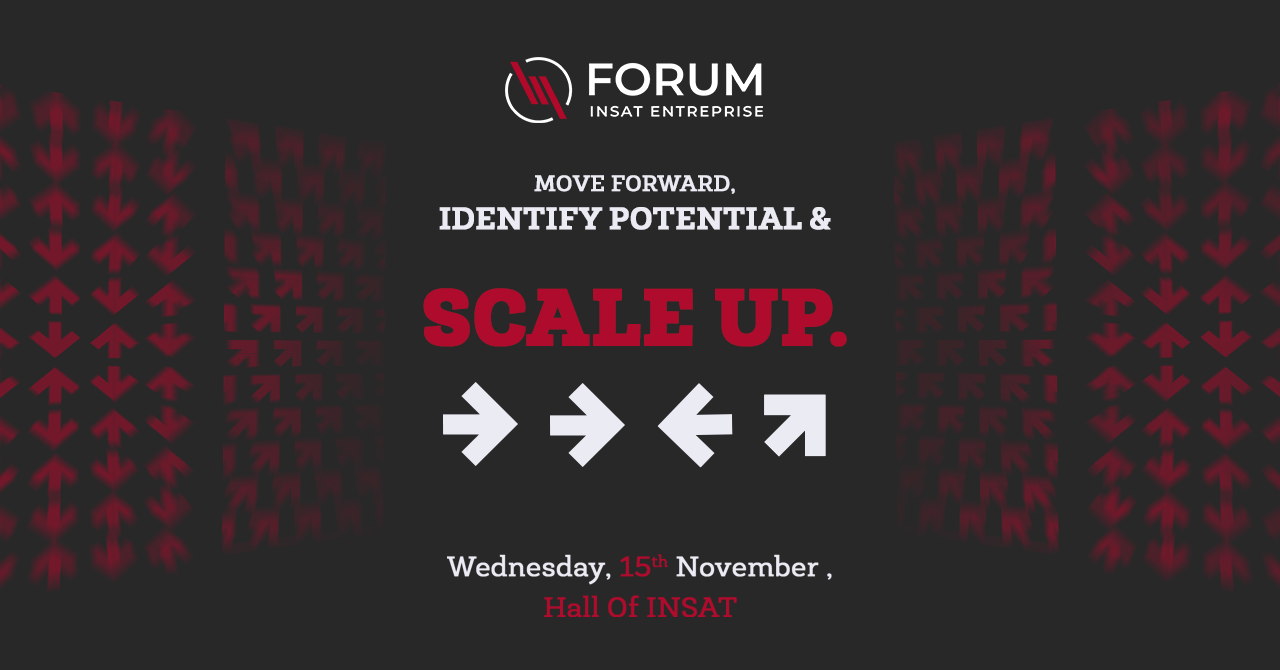 FORUM
INSAT ENTREPRISE
MOVE FORWARD,
IDENTIFY POTENTIAL &
SCALE UP.
Wednesday, 15th November ,
Hall Of INSAT